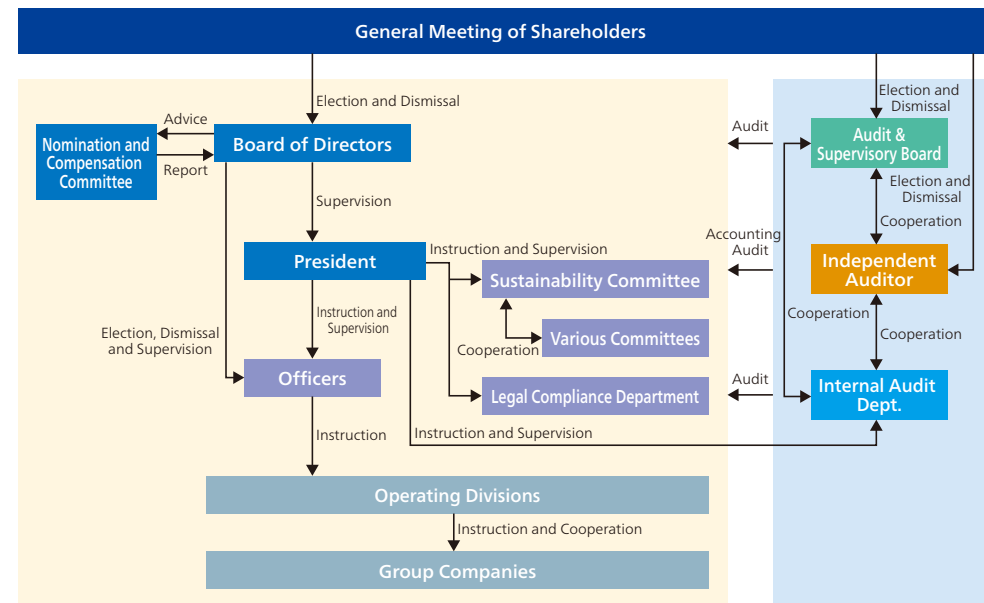 General Meeting of Shareholders
Election and Dismissal
Election and
Dismissal
Advice
Nomination and
Compensation
Committee
Board of Directors
Report
Audit
Audit &
Supervisory Board
Election and
Dismissal
Supervision
Cooperation
President
Instruction and Supervision
Accounting
Audit
Independent
Auditor
Sustainability Committee
Instruction and
Supervision
Election, Dismissal
and Supervision
Various Committees
Cooperation
Cooperation
Cooperation
Officers
Legal Compliance Department
Audit
Internal Audit
Dept.
Instruction
Instruction and Supervision
Operating Divisions
Instruction and Cooperation
Group Companies